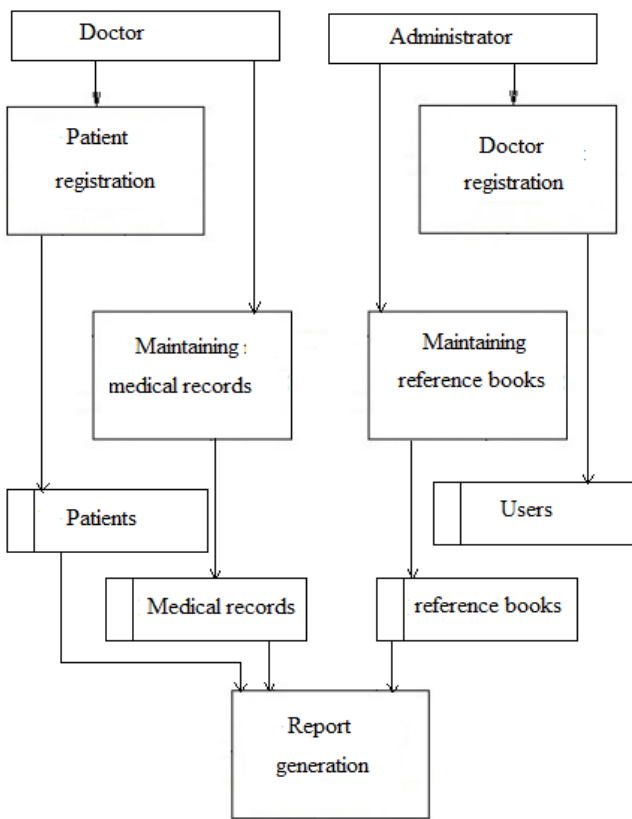 Doctor
Administrator
Patient
registration
Doctor :
registration
Maintaining :
medical records
Maintaining
reference books
Patients
Users
Medical records
reference books
Report
generation